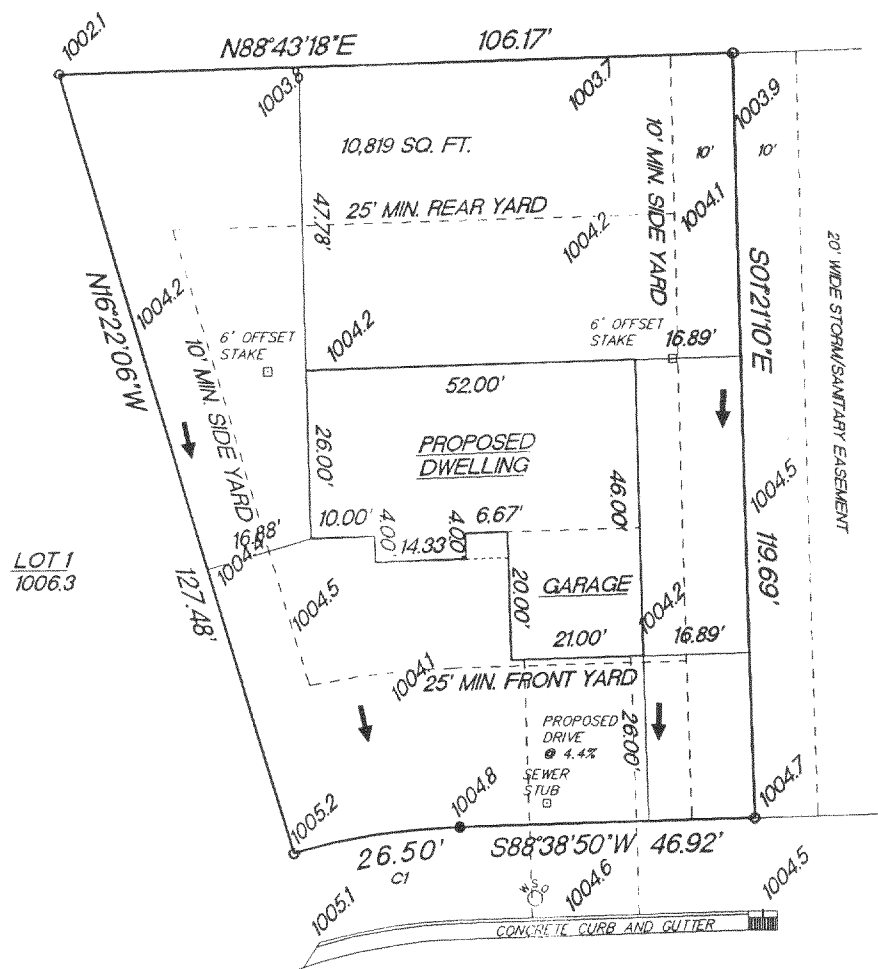 1002.1
N88°43'18"E
106.17'
1003.8
1003.7
1003.9
10,819 SQ. FT.
10'
10'
10' MIN. SIDE YARD
47.78'
25' MIN. REAR YARD
1004.2
1004.1
N16°22'06"W
1004.2
10' MIN. SIDE YARD
6' OFFSET
STAKE
1004.2
6' OFFSET
STAKE
16.89'
S01°21'10"E
20' WIDE STORM/SANITARY EASEMENT
52.00'
PROPOSED
DWELLING
26.00'
46.00'
1004.5
10.00'
4.00'
14.33'
4.00'
6.67'
16.88'
LOT 1
1006.3
127.48'
1004.5
20.00'
GARAGE
21.00'
1004.2
16.89'
119.69'
1004.1
25' MIN. FRONT YARD
PROPOSED
DRIVE
@ 4.4%
26.00'
SEWER
STUB
1005.2
1004.8
1004.7
26.50'
C1
S88°38'50"W
46.92'
1005.1
WSO
1004.6
1004.5
CONCRETE CURB AND GUTTER